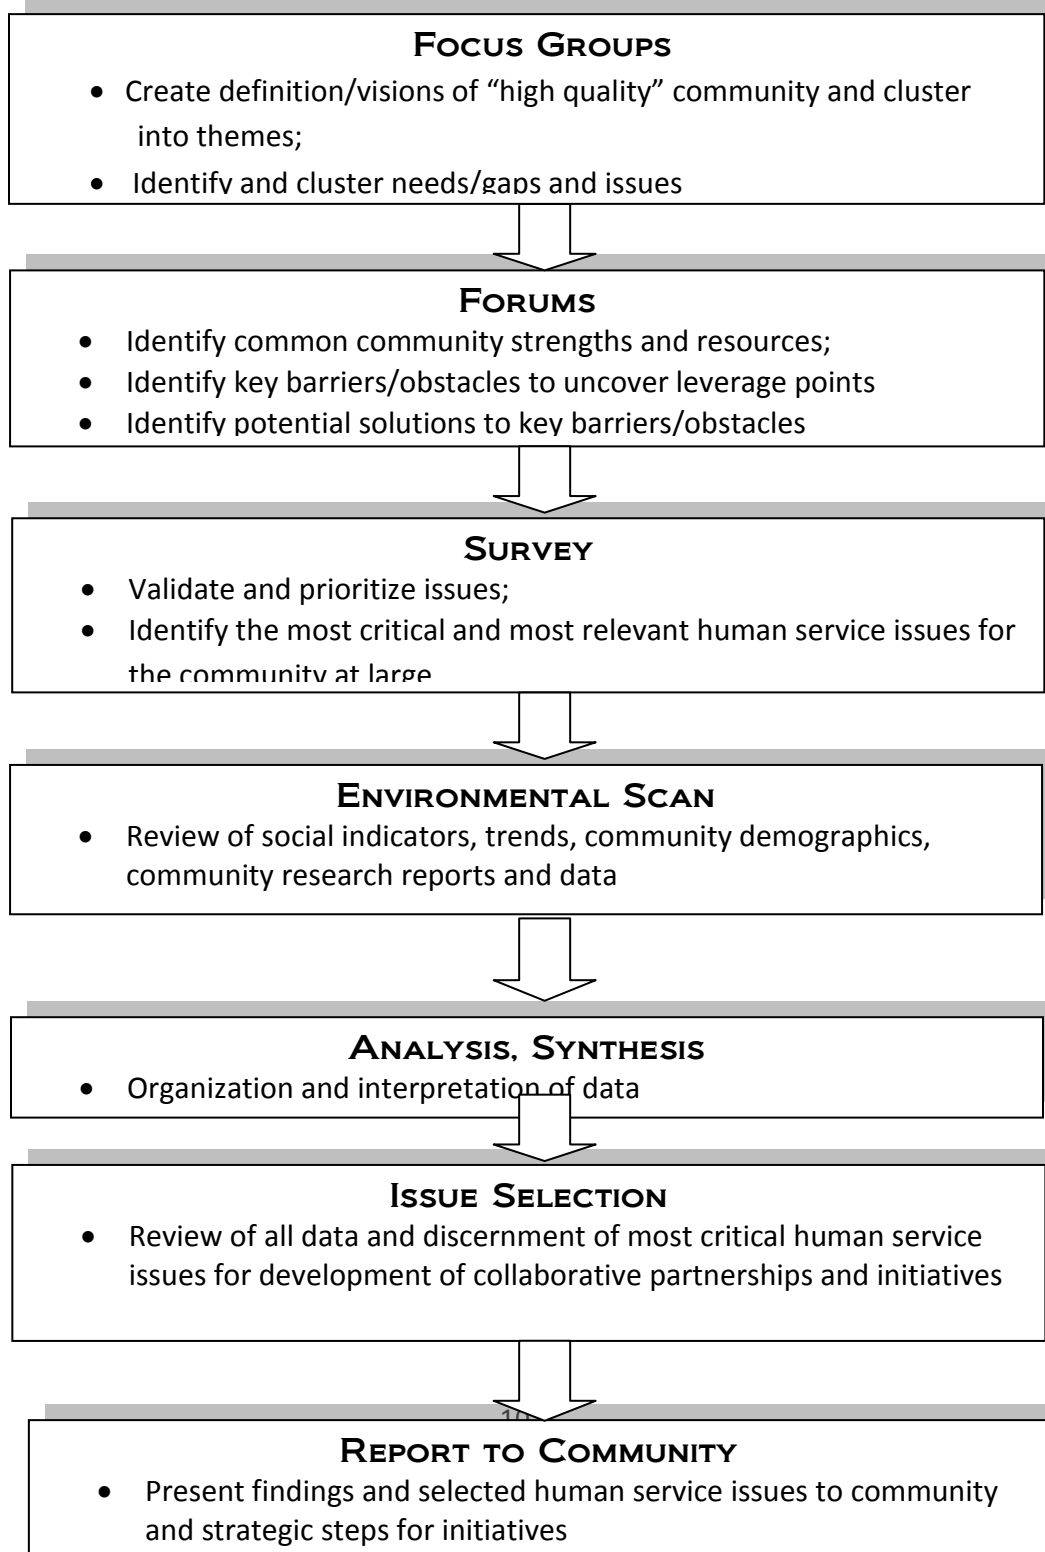 FOCUS GROUPS
• Create definition/visions of “high quality” community and cluster
into themes;
• Identify and cluster needs/gaps and issues
FORUMS
• Identify common community strengths and resources;
• Identify key barriers/obstacles to uncover leverage points
• Identify potential solutions to key barriers/obstacles
SURVEY
• Validate and prioritize issues;
• Identify the most critical and most relevant human service issues for
the community at large
ENVIRONMENTAL SCAN
• Review of social indicators, trends, community demographics,
community research reports and data
ANALYSIS, SYNTHESIS
• Organization and interpretation of data
ISSUE SELECTION
• Review of all data and discernment of most critical human service
issues for development of collaborative partnerships and initiatives
REPORT TO COMMUNITY
• Present findings and selected human service issues to community
and strategic steps for initiatives